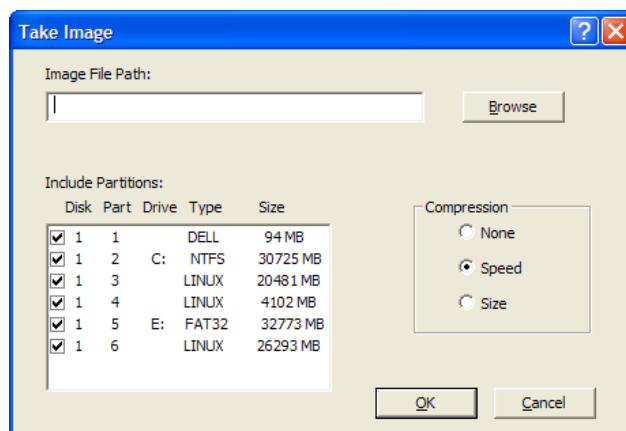 Take Image
Image File Path:
Browse
Include Partitions:
Disk Part Drive Type Size
1 1 DELL 94 MB
1 2 C: NTFS 30725 MB
1 3 LINUX 20481 MB
1 4 LINUX 4102 MB
1 5 E: FAT32 32773 MB
1 6 LINUX 26293 MB
Compression
None
Speed
Size
OK
Cancel